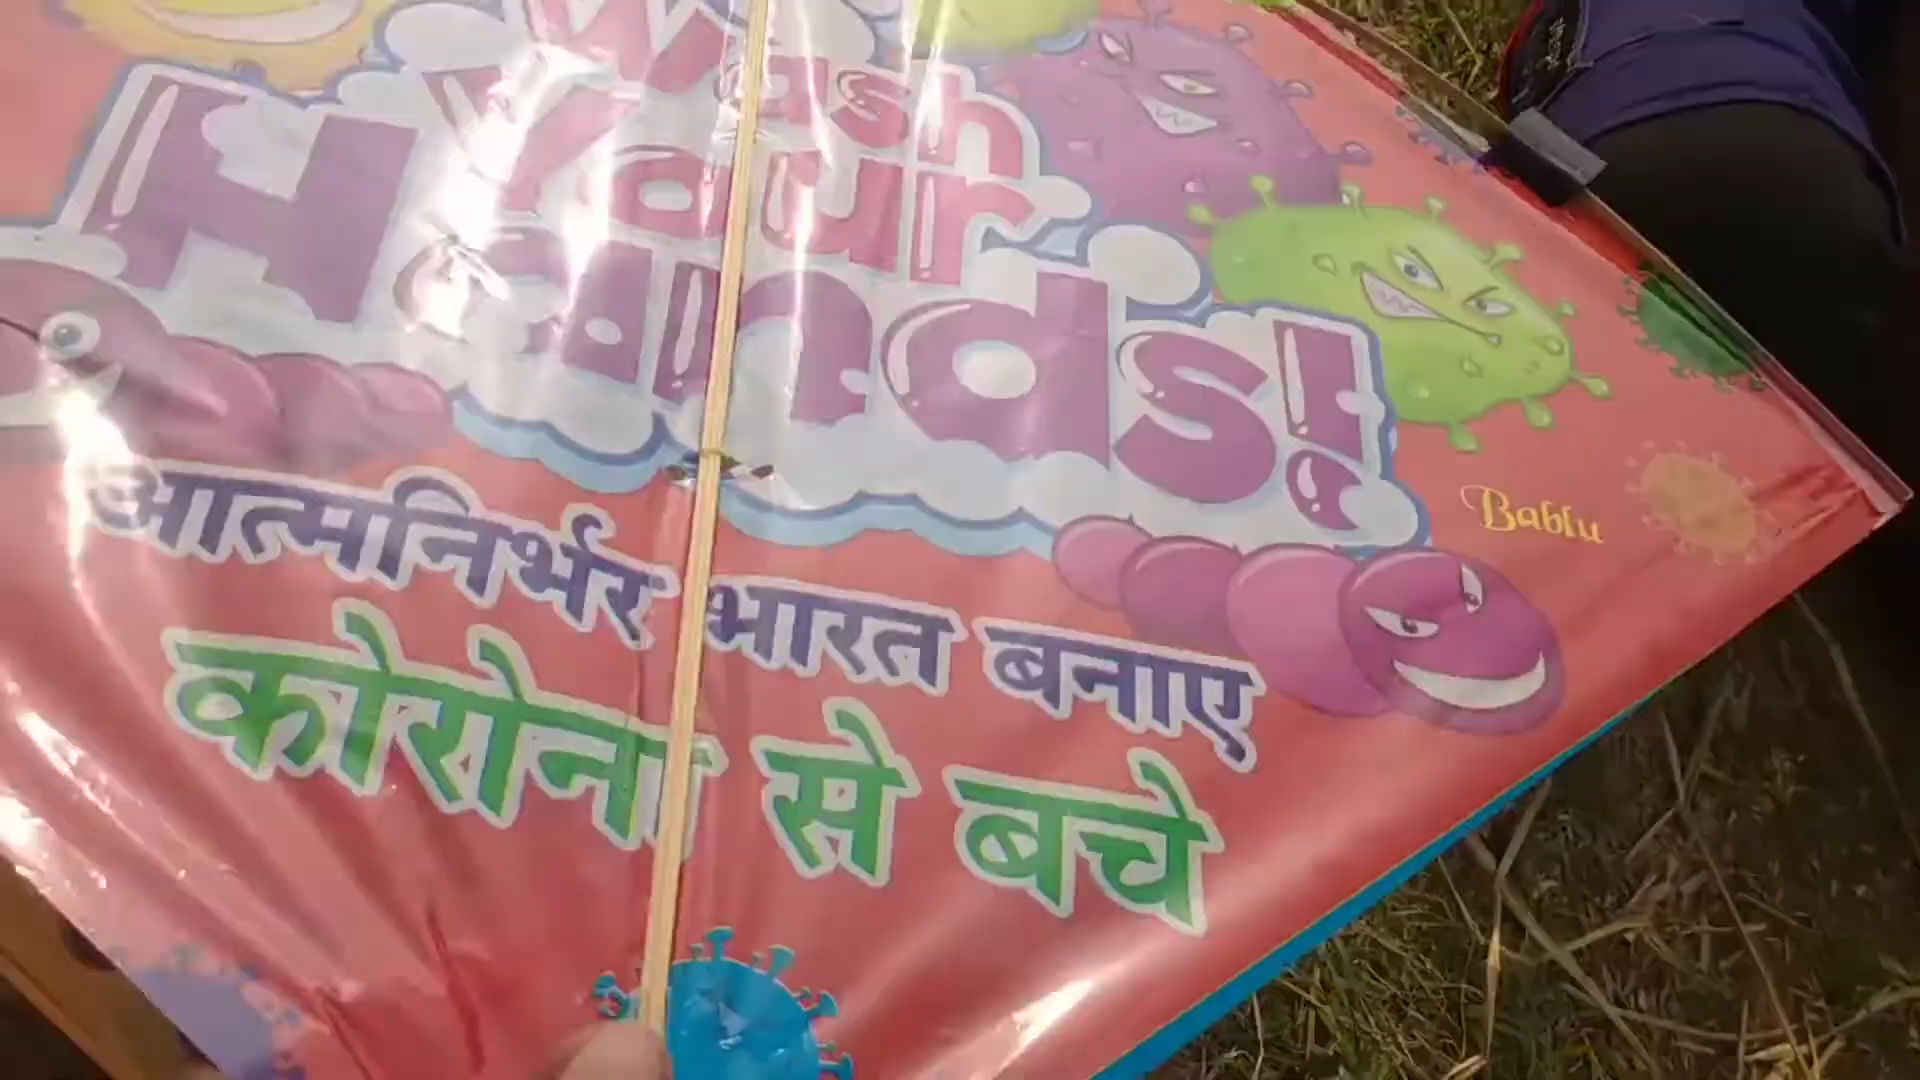 Wash
Your
Hands!
Bablu
आत्मनिर्भर भारत बनाए
कोरोना से बचे